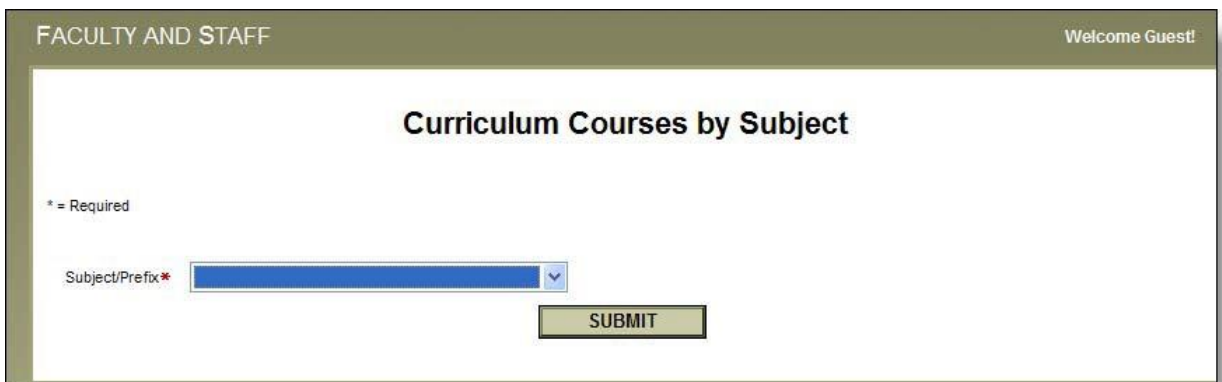 FACULTY AND STAFF
Welcome Guest!
Curriculum Courses by Subject
* = Required
Subject/Prefix*
SUBMIT